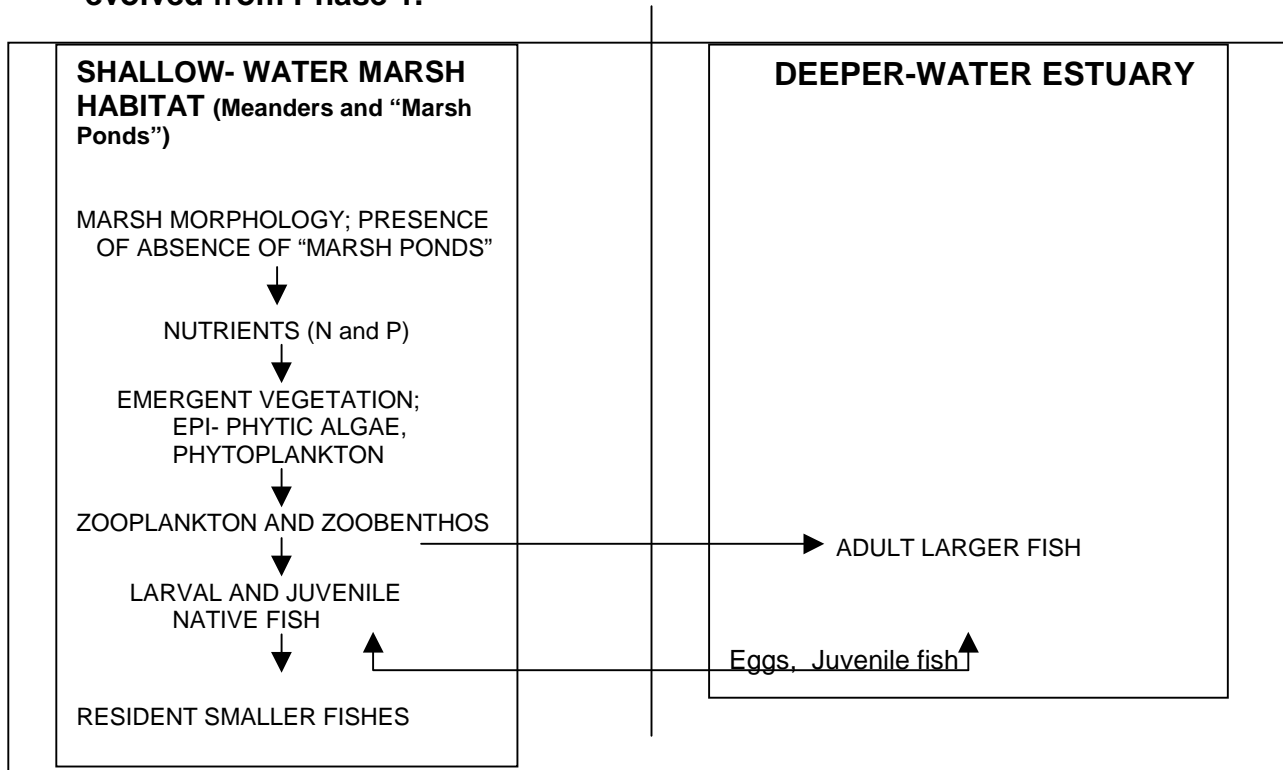 evolved from Phase 1.
SHALLOW- WATER MARSH
HABITAT (Meanders and “Marsh
Ponds”)
MARSH MORPHOLOGY; PRESENCE
OF ABSENCE OF “MARSH PONDS”
NUTRIENTS (N and P)
EMERGENT VEGETATION;
EPI- PHYTIC ALGAE,
PHYTOPLANKTON
ZOOPLANKTON AND ZOOBENTHOS
LARVAL AND JUVENILE
NATIVE FISH
RESIDENT SMALLER FISHES
DEEPER-WATER ESTUARY
ADULT LARGER FISH
Eggs, Juvenile fish